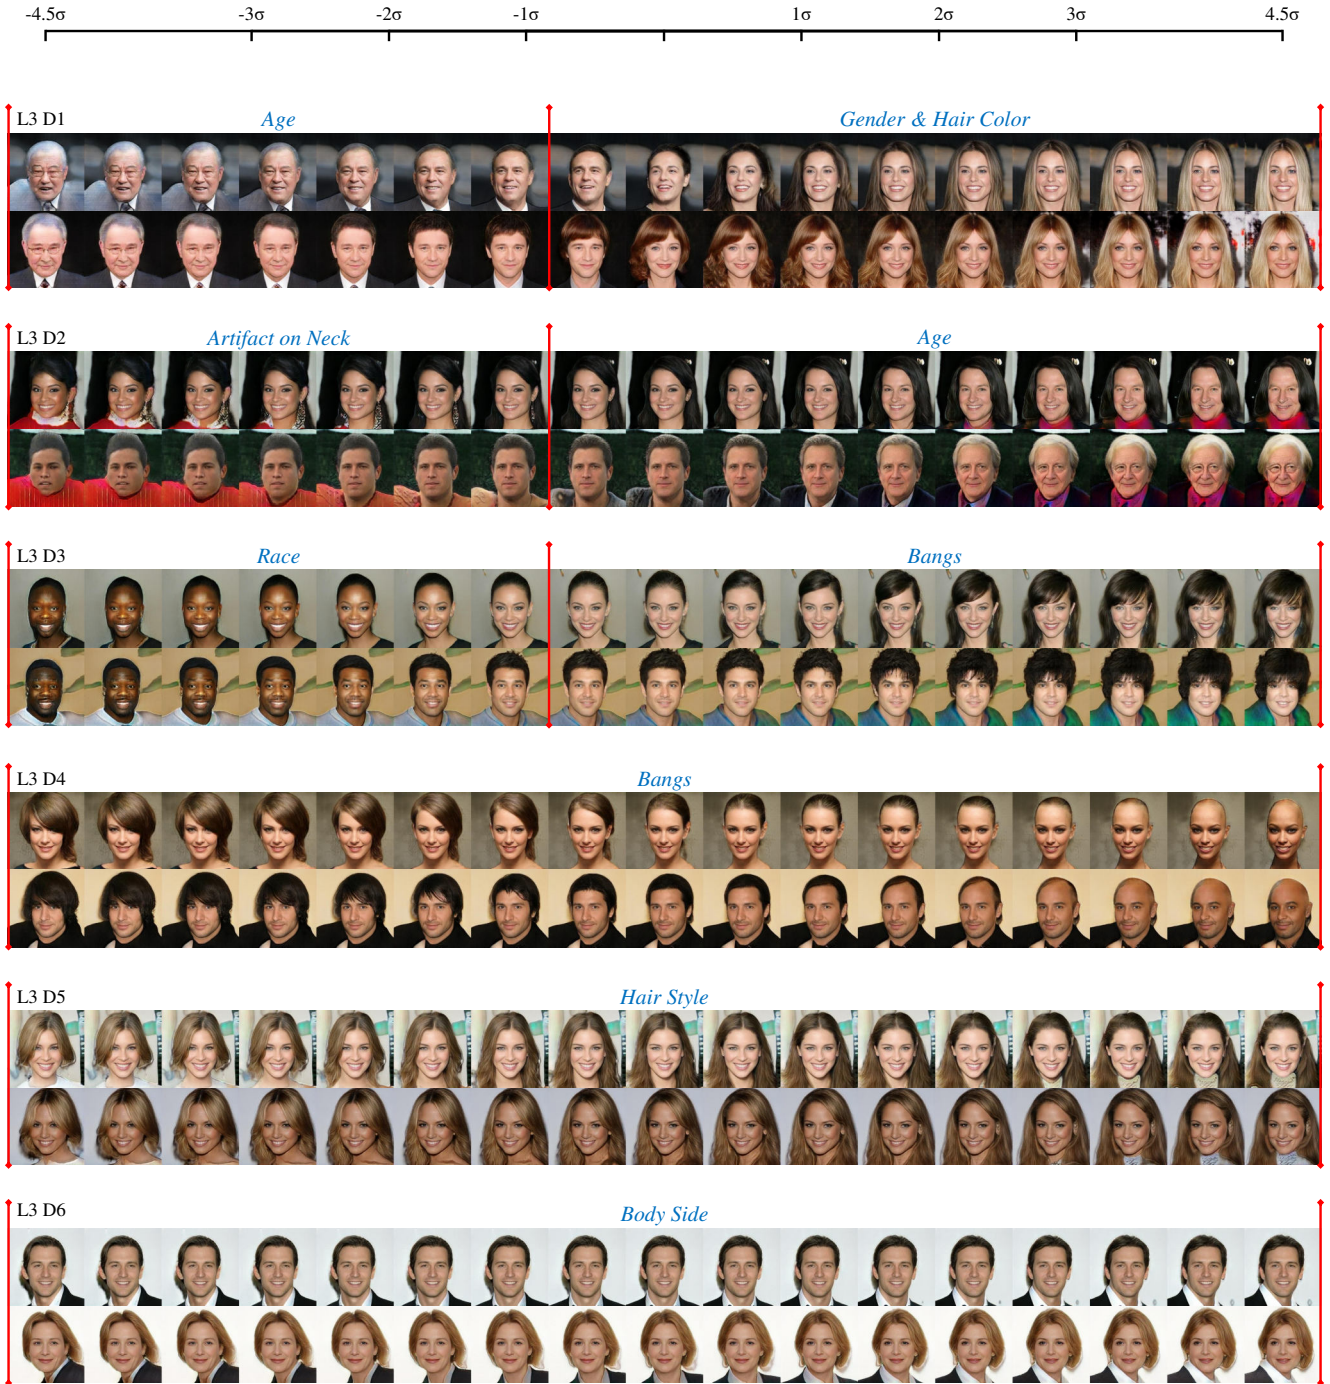 -4.5σ -3σ -2σ -1σ 1σ 2σ 3σ 4.5σ
L3 D1 Age Gender & Hair Color
L3 D2 Artifact on Neck Age
L3 D3 Race Bangs
L3 D4 Bangs
L3 D5 Hair Style
L3 D6 Body Side